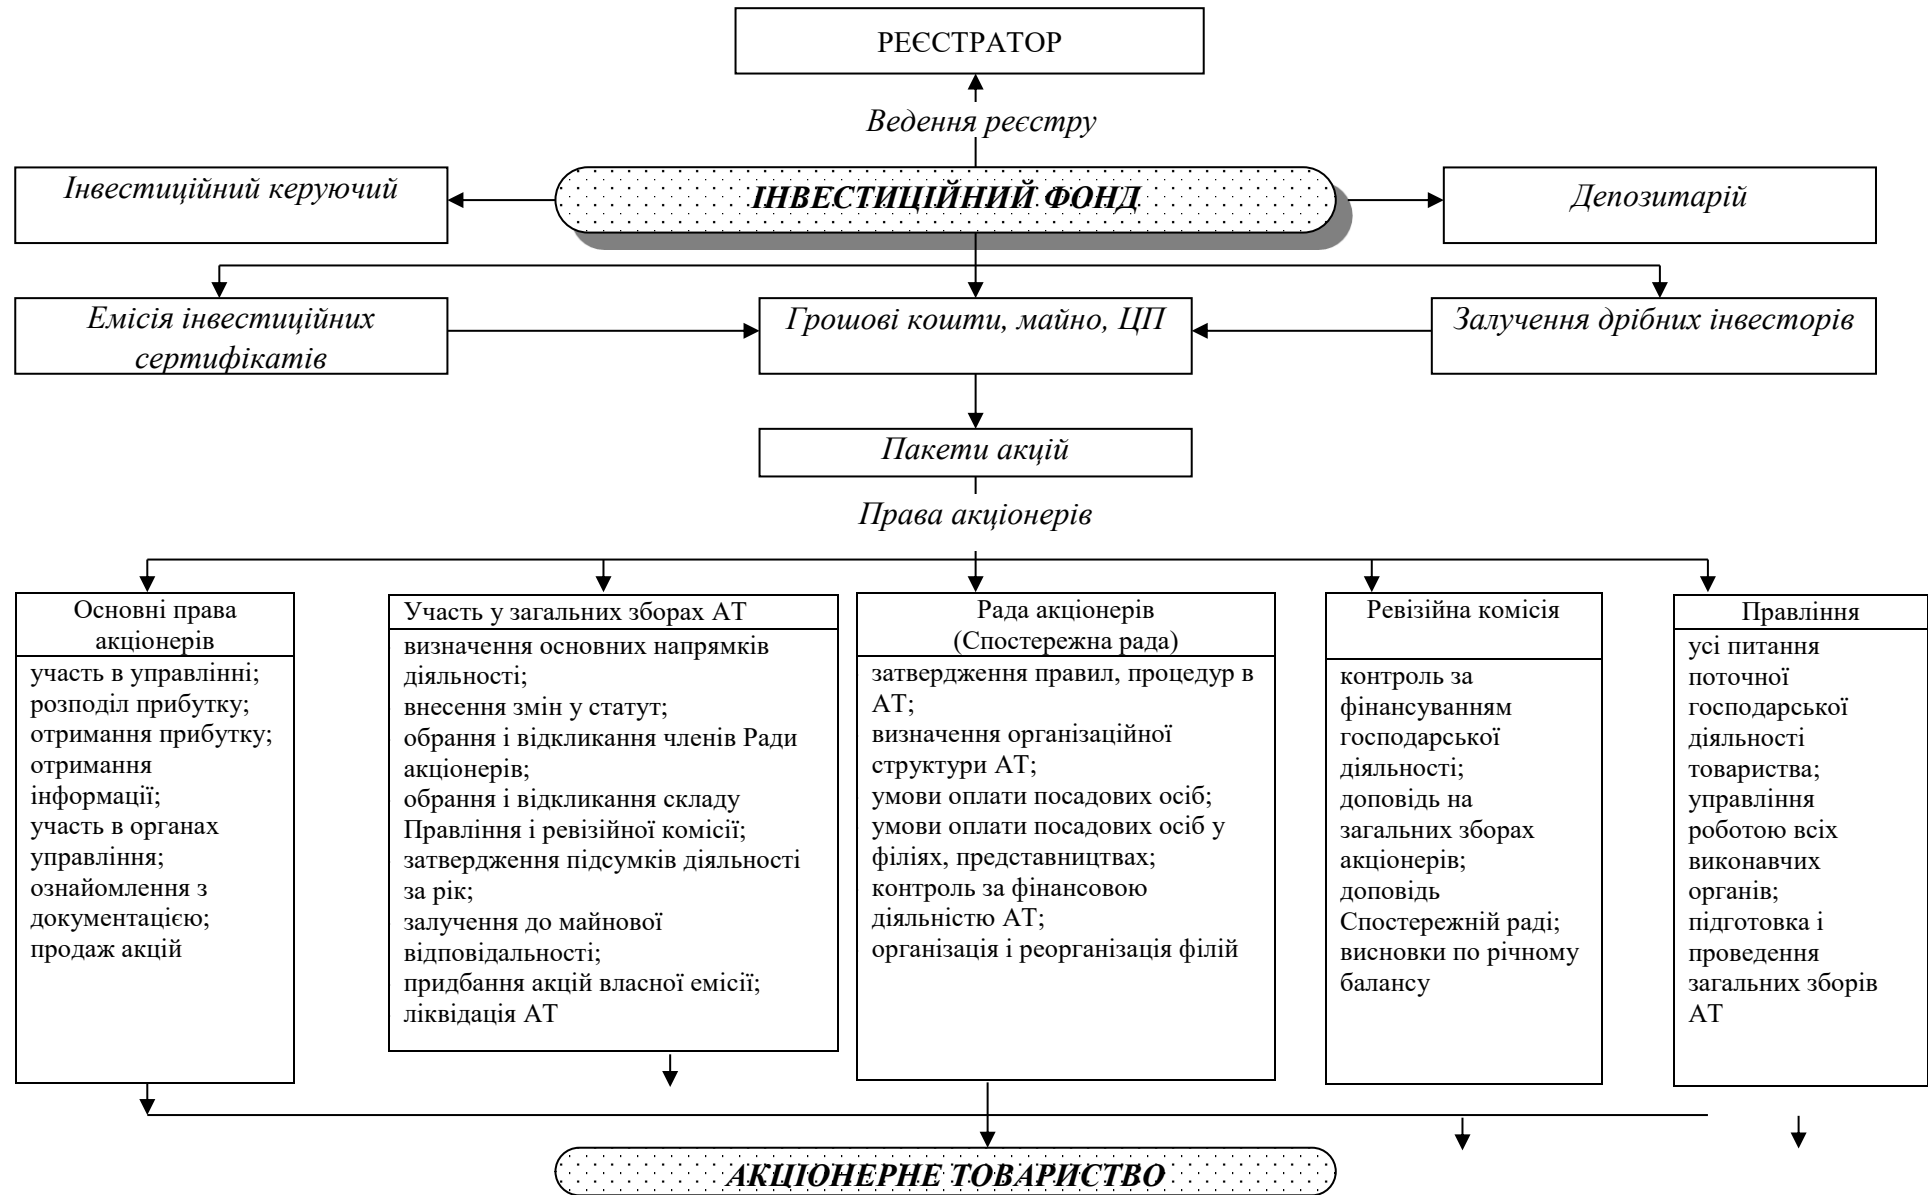 РЕЄСТРАТОР
Ведення реєстру
Інвестиційний керуючий
ІНВЕСТИЦІЙНИЙ ФОНД
Депозитарій
Емісія інвестиційних
сертифікатів
Грошові кошти, майно, ЦП
Залучення дрібних інвесторів
Пакети акцій
Права акціонерів
Основні права
акціонерів
участь в управлінні;
розподіл прибутку;
отримання прибутку;
отримання
інформації;
участь в органах
управління;
ознайомлення з
документацією;
продаж акцій
Участь у загальних зборах АТ
визначення основних напрямків
діяльності;
внесення змін у статут;
обрання і відкликання членів Ради
акціонерів;
обрання і відкликання складу
Правління і ревізійної комісії;
затвердження підсумків діяльності
за рік;
залучення до майнової
відповідальності;
придбання акцій власної емісії;
ліквідація АТ
Рада акціонерів
(Спостережна рада)
затвердження правил, процедур в
АТ;
визначення організаційної
структури АТ;
умови оплати посадових осіб;
умови оплати посадових осіб у
філіях, представництвах;
контроль за фінансовою
діяльністю АТ;
організація і реорганізація філій
Ревізійна комісія
контроль за
фінансуванням
господарської
діяльності;
доповідь на
загальних зборах
акціонерів;
доповідь
Спостережній раді;
висновки по річному
балансу
Правління
усі питання
поточної
господарської
діяльності
товариства;
управління
роботою всіх
виконавчих
органів;
підготовка і
проведення
загальних зборів
АТ
АКЦІОНЕРНЕ ТОВАРИСТВО